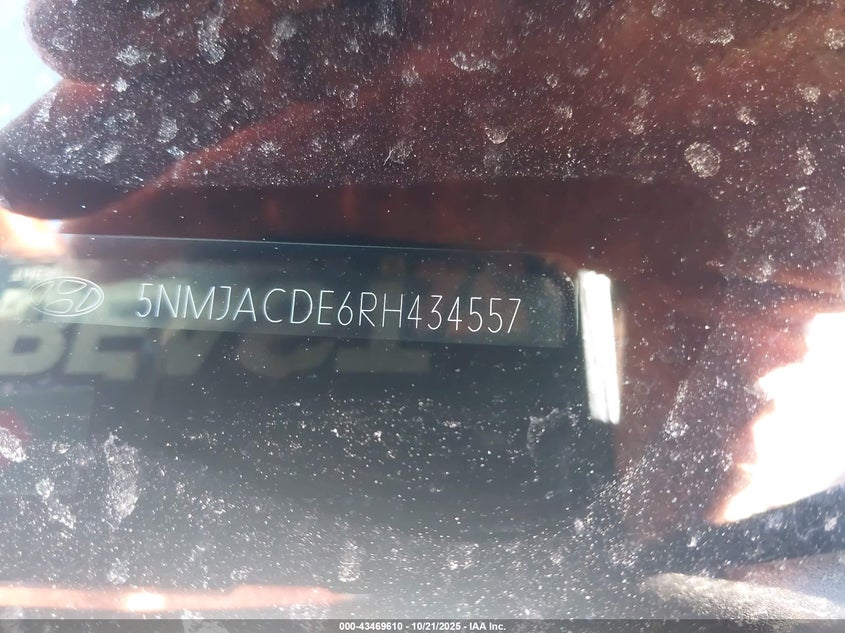 5NMJACDE6RH434557
000-43469610 - 10/21/2025 - IAA Inc.